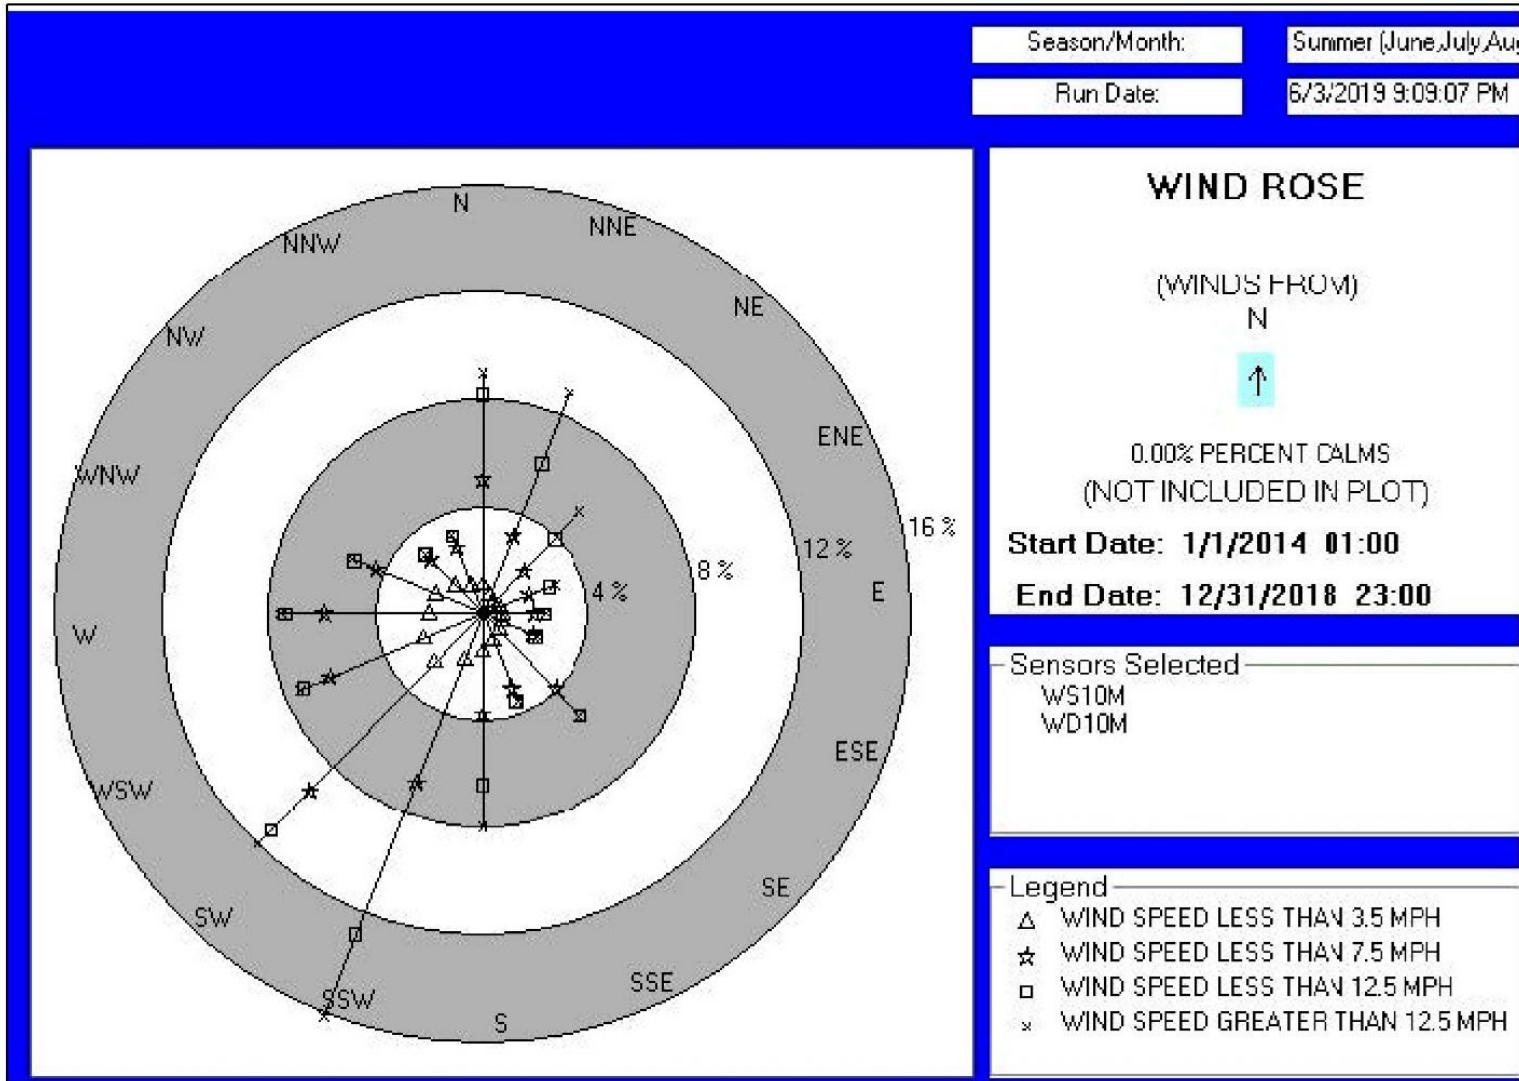 Season/Month: Summer (June,July,Aug
Run Date: 6/3/2019 9:09:07 PM
WIND ROSE
(WINDS FROM)
N
0.00% PERCENT CALMS
(NOT INCLUDED IN PLOT)
Start Date: 1/1/2014 01:00
End Date: 12/31/2018 23:00
N
NNE
NNW
NE
NW
ENE
WNW
16 %
12 %
8 %
4 %
E
W
ESE
WSW
SE
SW
SSE
SSW
S
Sensors Selected
WS10M
WD10M
Legend
WIND SPEED LESS THAN 3.5 MPH
WIND SPEED LESS THAN 7.5 MPH
WIND SPEED LESS THAN 12.5 MPH
WIND SPEED GREATER THAN 12.5 MPH